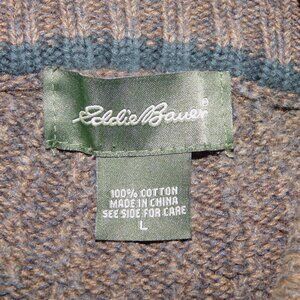 Eddie Bauer®
100% COTTON
MADE IN CHINA
SEE SIDE FOR CARE
L